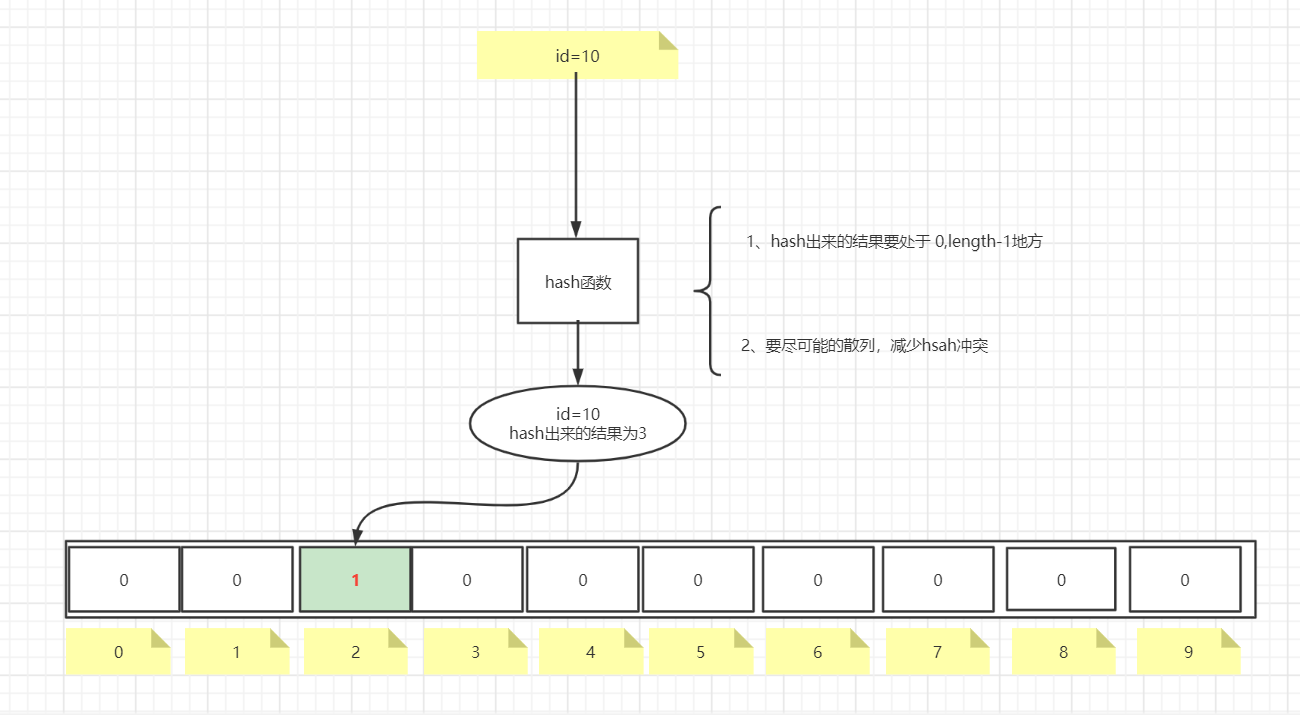 id=10
hash函数
1、hash出来的结果要处于 0,length-1地方
2、要尽可能的散列，减少hsah冲突
id=10
hash出来的结果为3
0 0 1 0 0 0 0 0 0 0
0 1 2 3 4 5 6 7 8 9